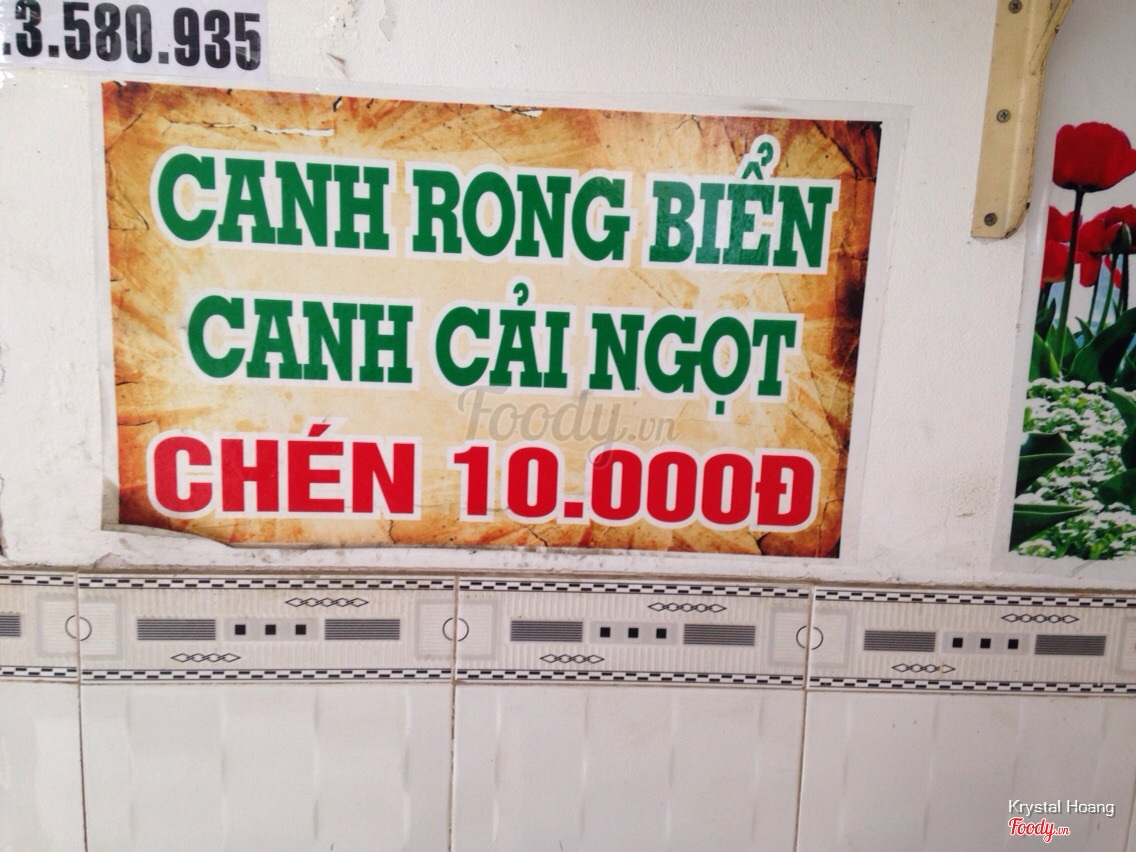 .3.580.935
CANH RONG BIỂN
CANH CẢI NGỌT
Foody.vn
CHÉN 10.000Đ
Krystal Hoang
Foody.vn